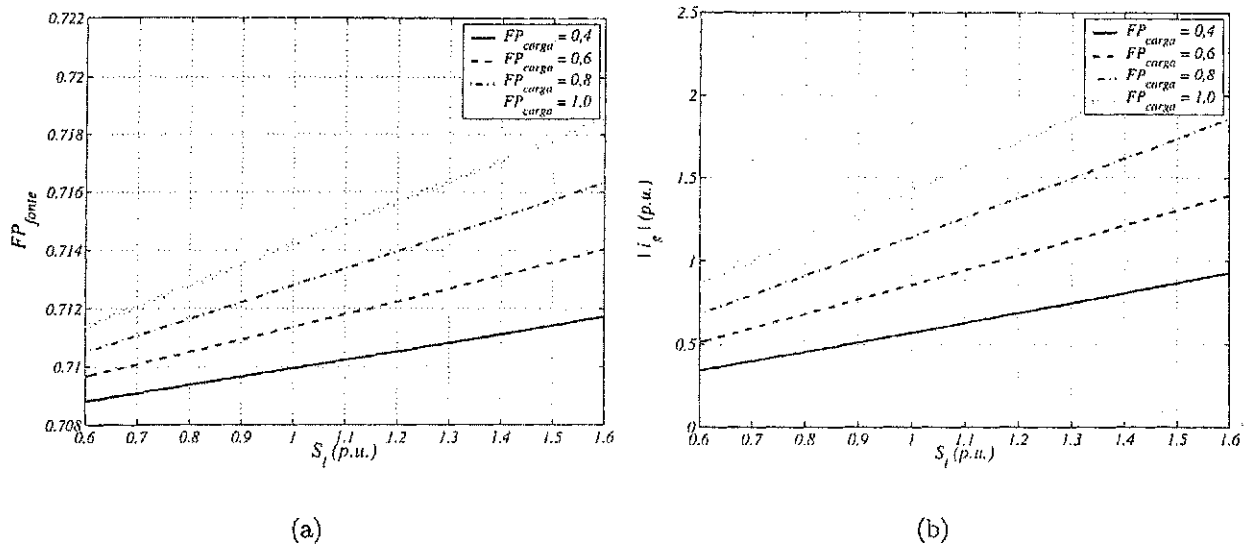 0.722
0.72
0.718
0.716
0.714
0.712
0.71
0.708
FP_fonte
0.6 0.7 0.8 0.9 1 1.1 1.2 1.3 1.4 1.5 1.6
S_t (p.u.)
FP_carga = 0,4
FP_carga = 0,6
FP_carga = 0,8
FP_carga = 1,0
(a)
2.5
2
1.5
1
0.5
0
| i_g | (p.u.)
0.6 0.7 0.8 0.9 1 1.1 1.2 1.3 1.4 1.5 1.6
S_t (p.u.)
FP_carga = 0,4
FP_carga = 0,6
FP_carga = 0,8
FP_carga = 1,0
(b)